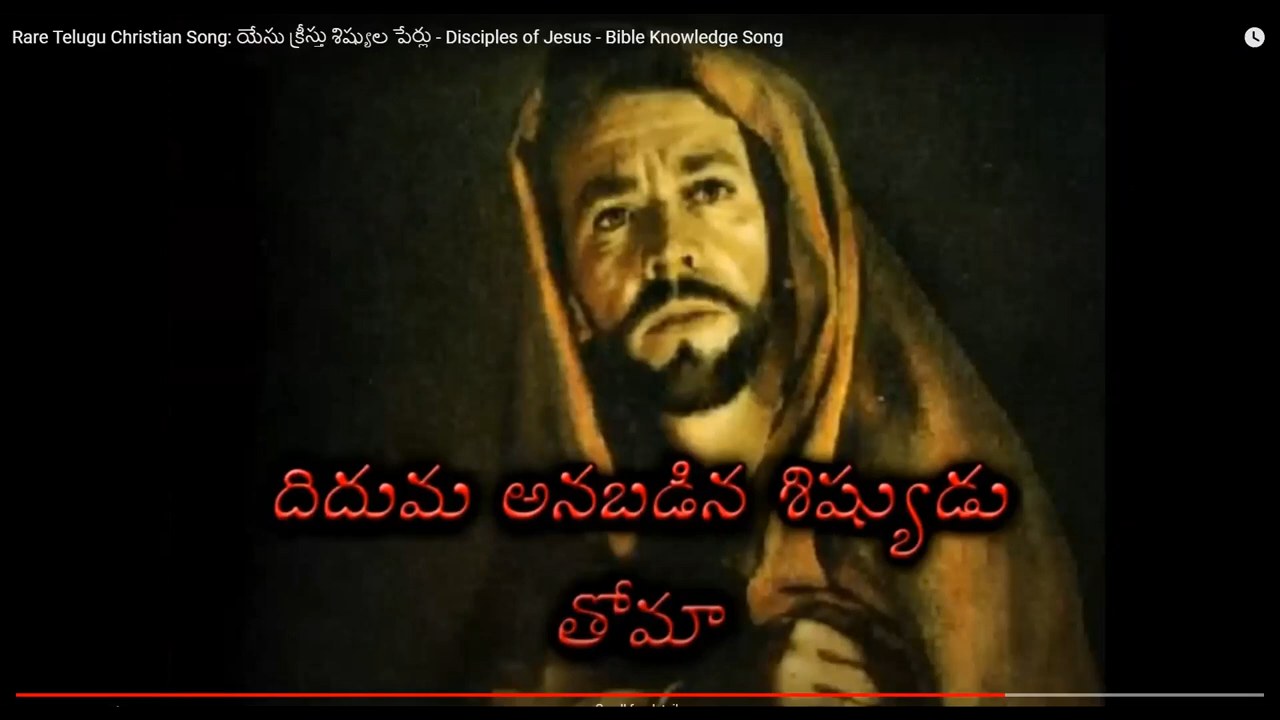 Rare Telugu Christian Song: యేసు క్రీస్తు శిష్యుల పేర్లు - Disciples of Jesus - Bible Knowledge Song
దిదుమ అనబడిన శిష్యుడు
తోమా